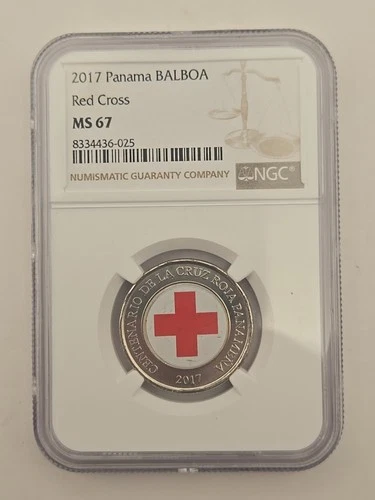 2017 Panama BALBOA
Red Cross
MS 67
8334436-025
NUMISMATIC GUARANTY COMPANY
NGC®
CENTENARIO DE LA CRUZ ROJA PANAMEÑA
2017